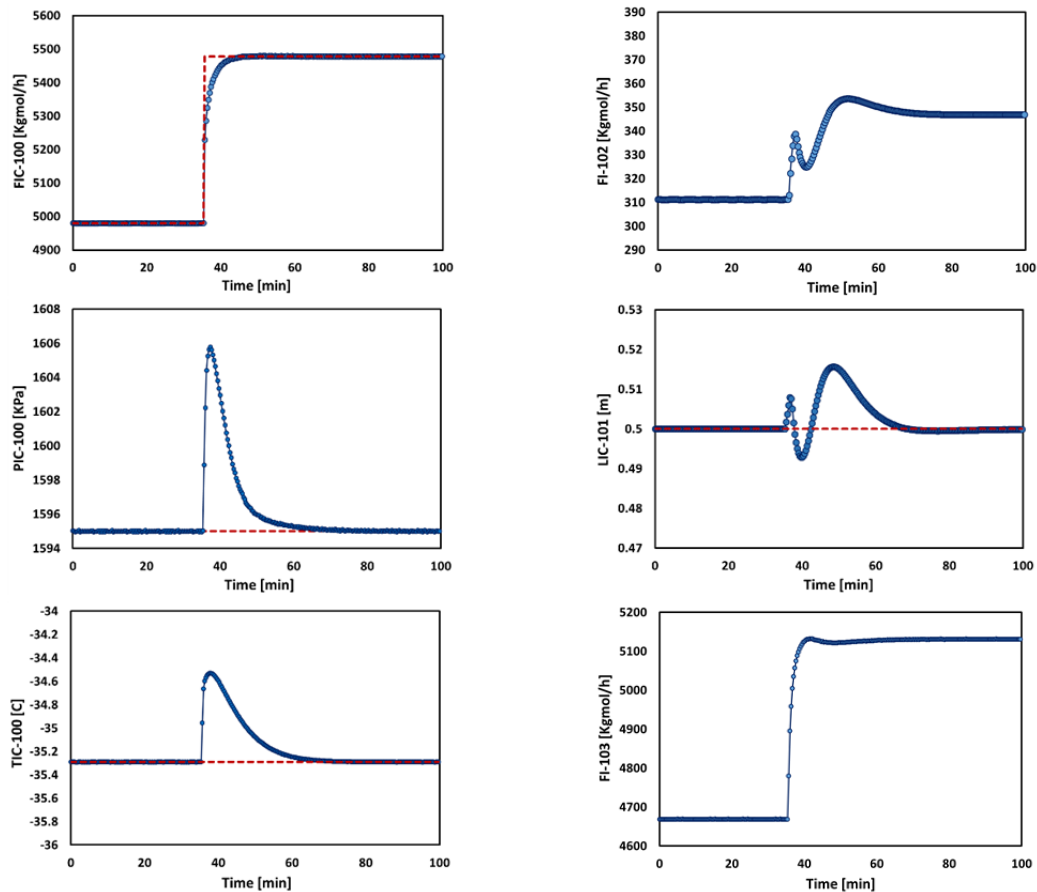 FIC-100 [Kgmol/h]
5600
5500
5400
5300
5200
5100
5000
4900
0 20 40 60 80 100
Time [min]
FI-102 [Kgmol/h]
390
370
350
330
310
290
0 20 40 60 80 100
Time [min]
PIC-100 [KPa]
1608
1606
1604
1602
1600
1598
1596
1594
0 20 40 60 80 100
Time [min]
LIC-101 [m]
0.53
0.52
0.51
0.5
0.49
0.48
0.47
0 20 40 60 80 100
Time [min]
TIC-100 [C]
-34
-34.2
-34.4
-34.6
-34.8
-35
-35.2
-35.4
-35.6
-35.8
-36
0 20 40 60 80 100
Time [min]
FI-103 [Kgmol/h]
5200
5100
5000
4900
4800
4700
4600
0 20 40 60 80 100
Time [min]